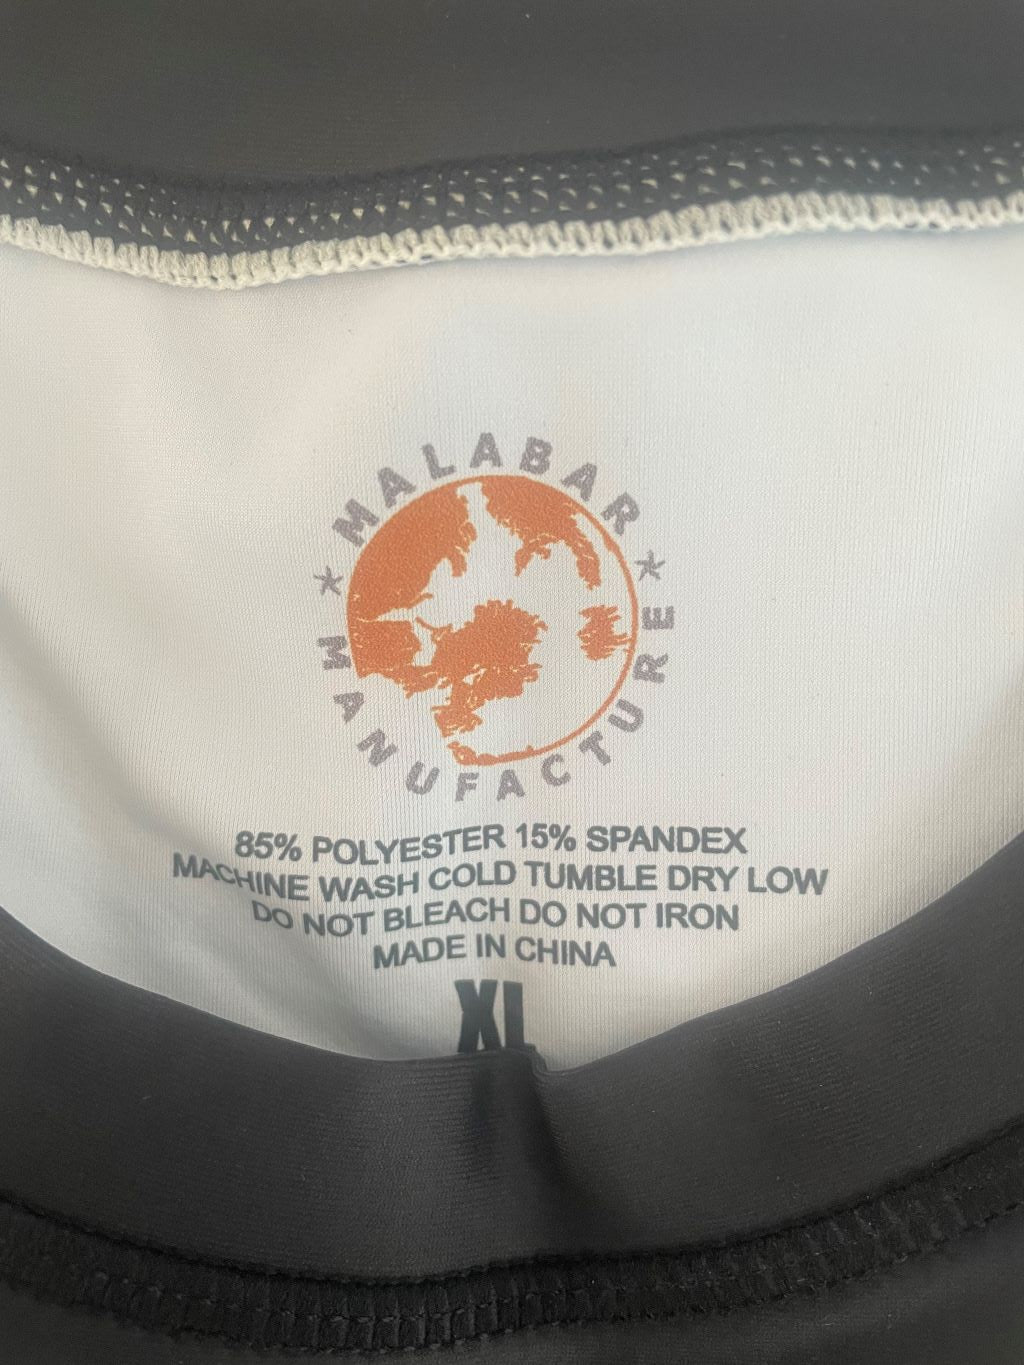 MALABAR
MANUFACTURE
85% POLYESTER 15% SPANDEX
MACHINE WASH COLD TUMBLE DRY LOW
DO NOT BLEACH DO NOT IRON
MADE IN CHINA
XL